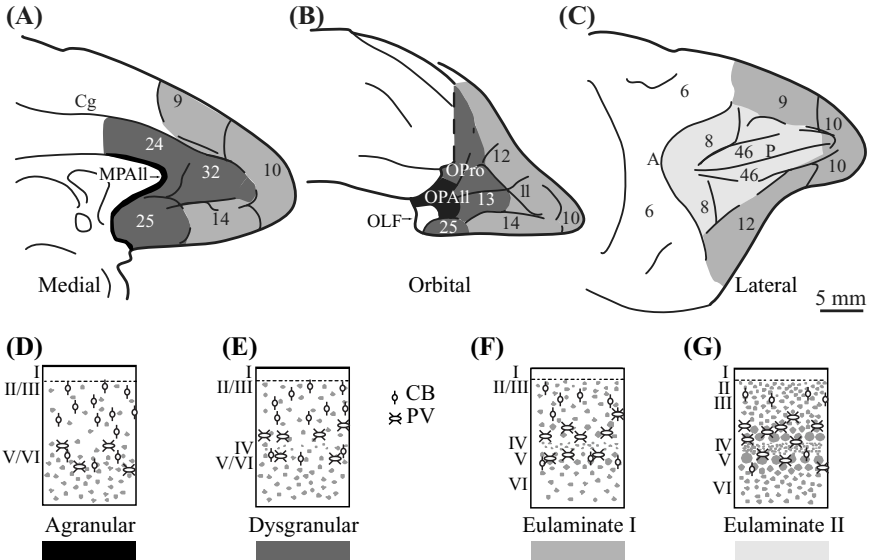 (A)
9
Cg
24
MPAll
32
10
25
14
Medial
(B)
12
OPro
OPAll
13
11
OLF
25
14
10
Orbital
(C)
6
9
10
8
46
P
A
46
10
6
8
12
Lateral
5 mm
(D)
I
II/III
V/VI
Agranular
(E)
I
II/III
IV
V/VI
Dysgranular
CB
PV
(F)
I
II/III
IV
V
VI
Eulaminate I
(G)
I
II
III
IV
V
VI
Eulaminate II